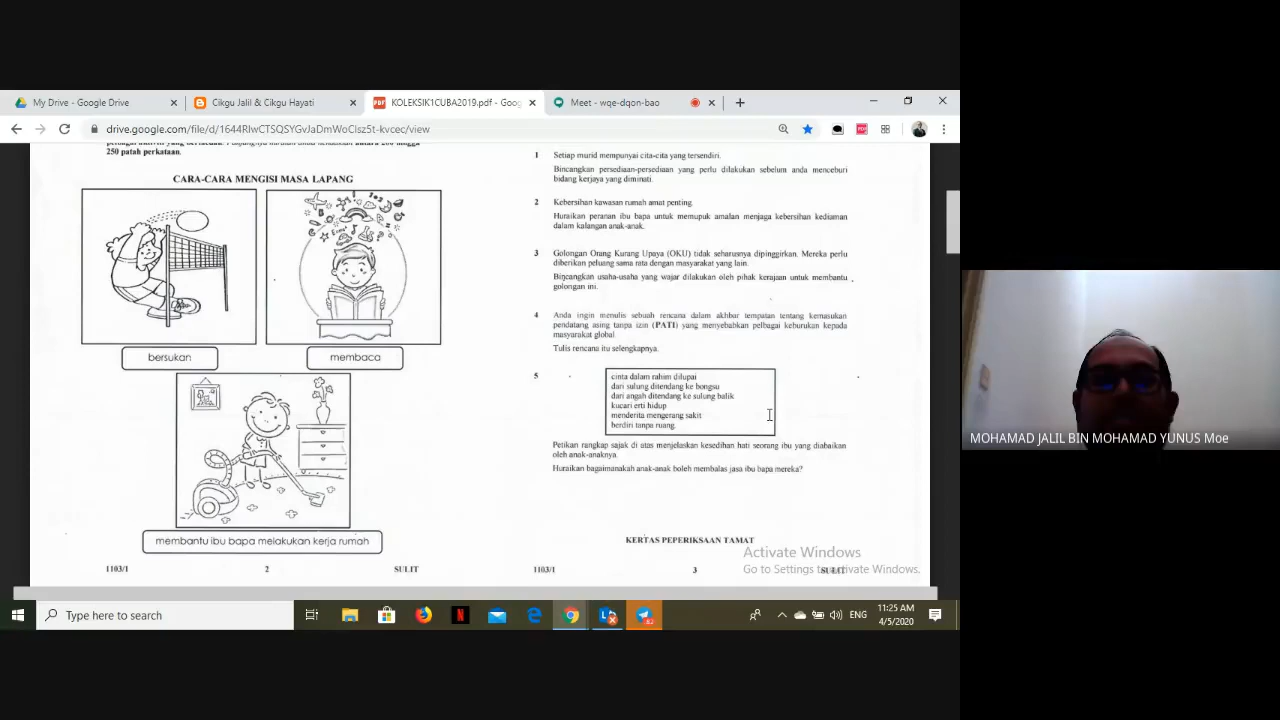 My Drive - Google Drive
Cikgu Jalil & Cikgu Hayati
KOLEKSIK1CUBA2019.pdf - Goog
Meet - wqe-dqon-bao
drive.google.com/file/d/1644RIwCTSQSYGvJaDmWoCIsz5t-kvcec/view
250 patah perkataan.
CARA-CARA MENGISI MASA LAPANG
bersukan
membaca
membantu ibu bapa melakukan kerja rumah
1103/1 2 SULIT
1 Setiap murid mempunyai cita-cita yang tersendiri.
Bincangkan persediaan-persediaan yang perlu dilakukan sebelum anda menceburi
bidang kerjaya yang diminati.
2 Kebersihan kawasan rumah amat penting.
Huraikan peranan ibu bapa untuk memupuk amalan menjaga kebersihan kediaman
dalam kalangan anak-anak.
3 Golongan Orang Kurang Upaya (OKU) tidak seharusnya dipinggirkan. Mereka perlu
diberikan peluang sama rata dengan masyarakat yang lain.
Bincangkan usaha-usaha yang wajar dilakukan oleh pihak kerajaan untuk membantu
golongan ini.
4 Anda ingin menulis sebuah rencana dalam akhbar tempatan tentang kemasukan
pendatang asing tanpa izin (PATI) yang menyebabkan pelbagai keburukan kepada
masyarakat global.
Tulis rencana itu selengkapnya.
5 cinta dalam rahim dilupai
dari sulung ditendang ke bongsu
dari angah ditendang ke sulung balik
kucari erti hidup
menderita mengerang sakit
berdiri tanpa ruang.
Petikan rangkap sajak di atas menjelaskan kesedihan hati seorang ibu yang diabaikan
oleh anak-anaknya.
Huraikan bagaimanakah anak-anak boleh membalas jasa ibu bapa mereka?
KERTAS PEPERIKSAAN TAMAT
1103/1 3 SULIT
Activate Windows
Go to Settings to activate Windows.
MOHAMAD JALIL BIN MOHAMAD YUNUS Moe
Type here to search
ENG
11:25 AM
4/5/2020